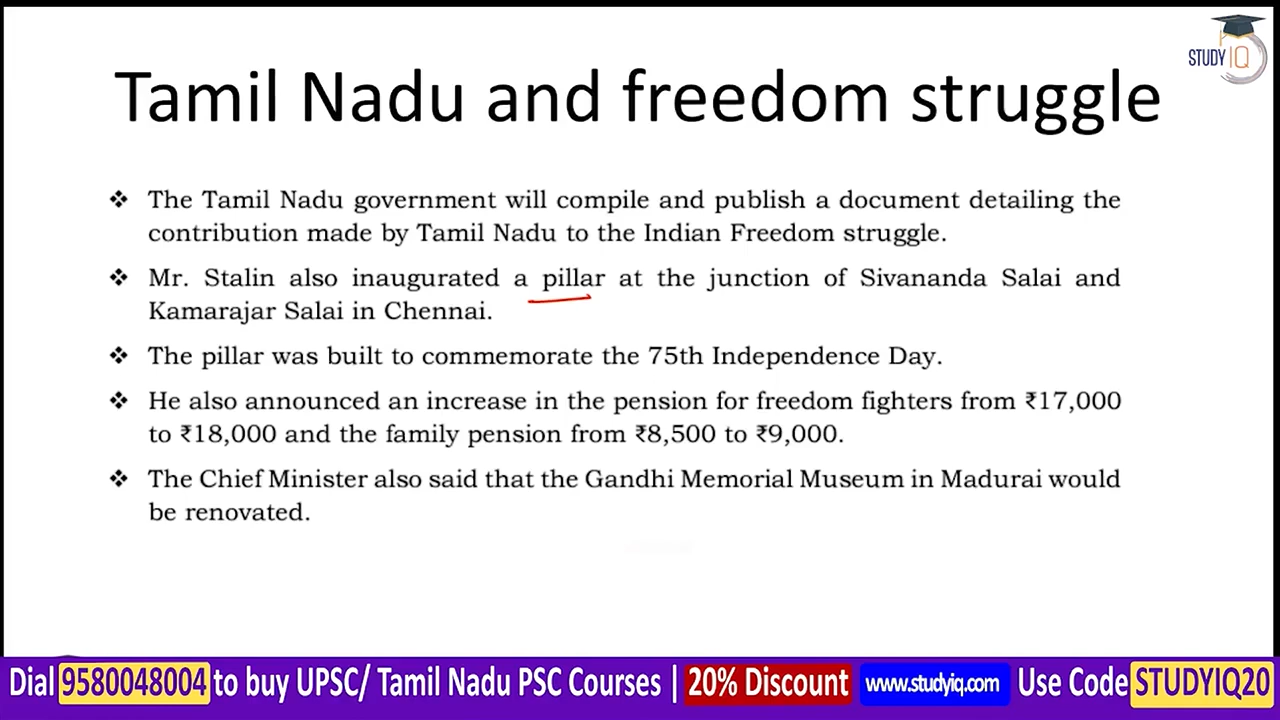 STUDY IQ
Tamil Nadu and freedom struggle
❖ The Tamil Nadu government will compile and publish a document detailing the
contribution made by Tamil Nadu to the Indian Freedom struggle.
❖ Mr. Stalin also inaugurated a pillar at the junction of Sivananda Salai and
Kamarajar Salai in Chennai.
❖ The pillar was built to commemorate the 75th Independence Day.
❖ He also announced an increase in the pension for freedom fighters from ₹17,000
to ₹18,000 and the family pension from ₹8,500 to ₹9,000.
❖ The Chief Minister also said that the Gandhi Memorial Museum in Madurai would
be renovated.
Dial 9580048004 to buy UPSC/ Tamil Nadu PSC Courses | 20% Discount www.studyiq.com Use Code STUDYIQ20